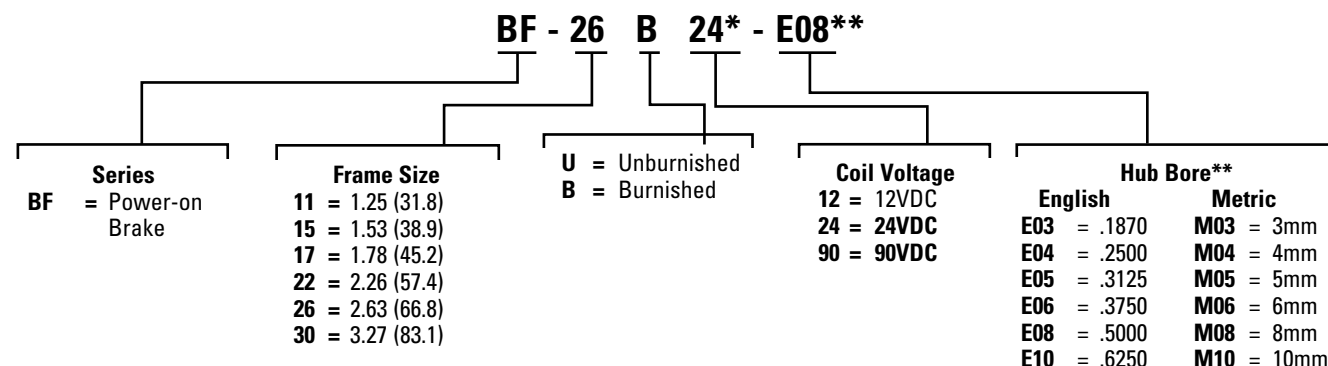 BF - 26 B 24* - E08**
Series
BF = Power-on
Brake
Frame Size
11 = 1.25 (31.8)
15 = 1.53 (38.9)
17 = 1.78 (45.2)
22 = 2.26 (57.4)
26 = 2.63 (66.8)
30 = 3.27 (83.1)
U = Unburnished
B = Burnished
Coil Voltage
12 = 12VDC
24 = 24VDC
90 = 90VDC
Hub Bore**
English Metric
E03 = .1870 M03 = 3mm
E04 = .2500 M04 = 4mm
E05 = .3125 M05 = 5mm
E06 = .3750 M06 = 6mm
E08 = .5000 M08 = 8mm
E10 = .6250 M10 = 10mm